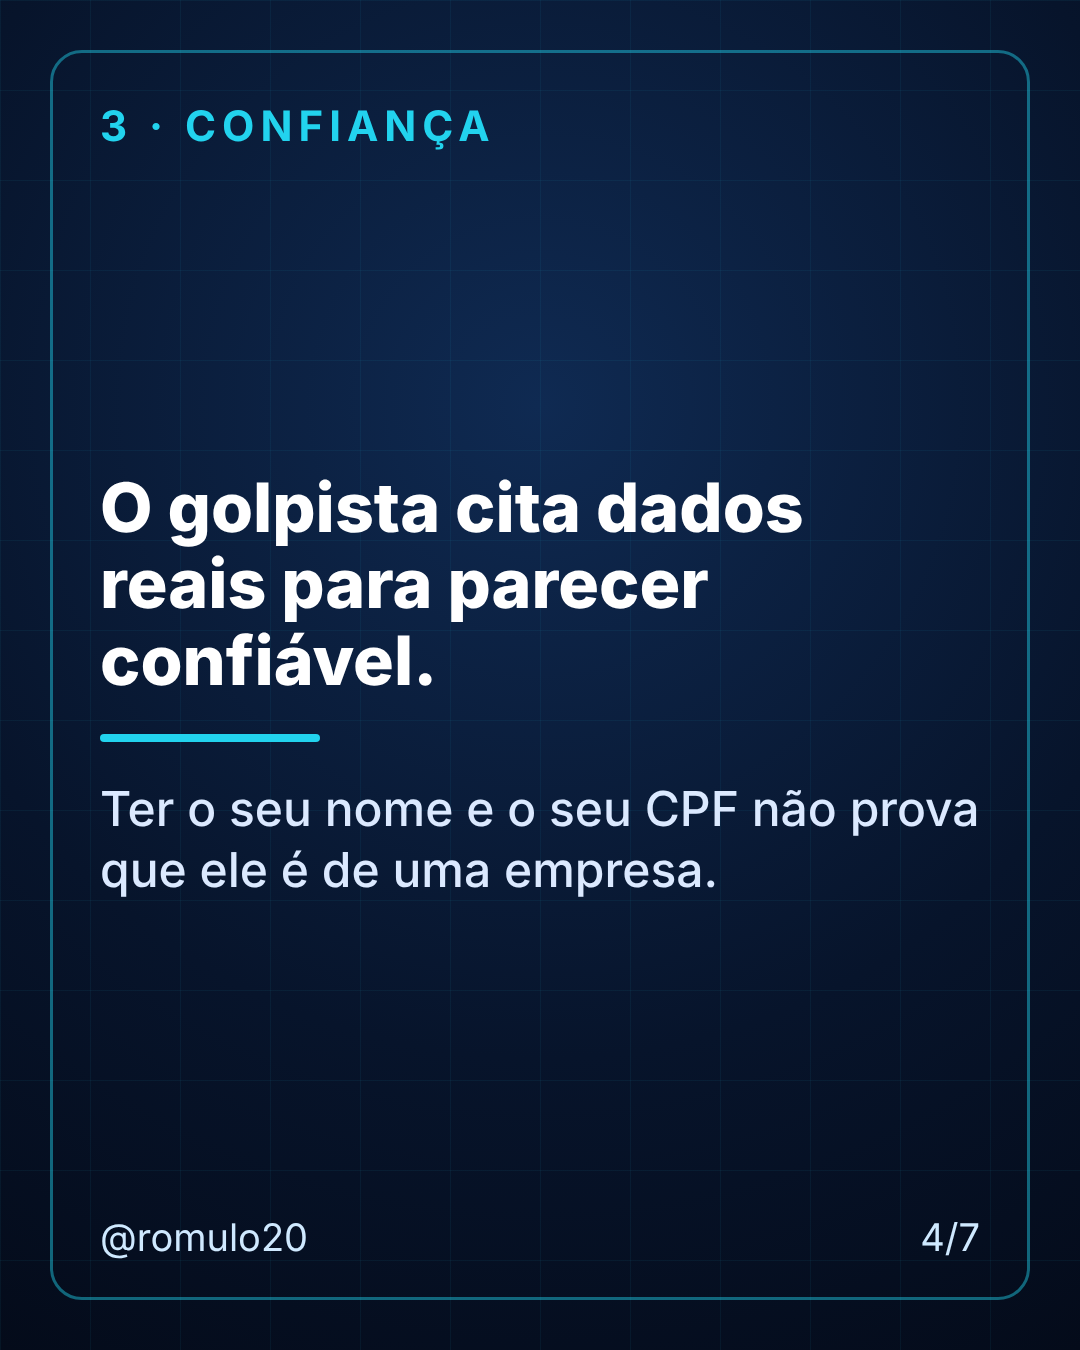 3 · CONFIANÇA
O golpista cita dados
reais para parecer
confiável.
Ter o seu nome e o seu CPF não prova
que ele é de uma empresa.
@romulo20
4/7